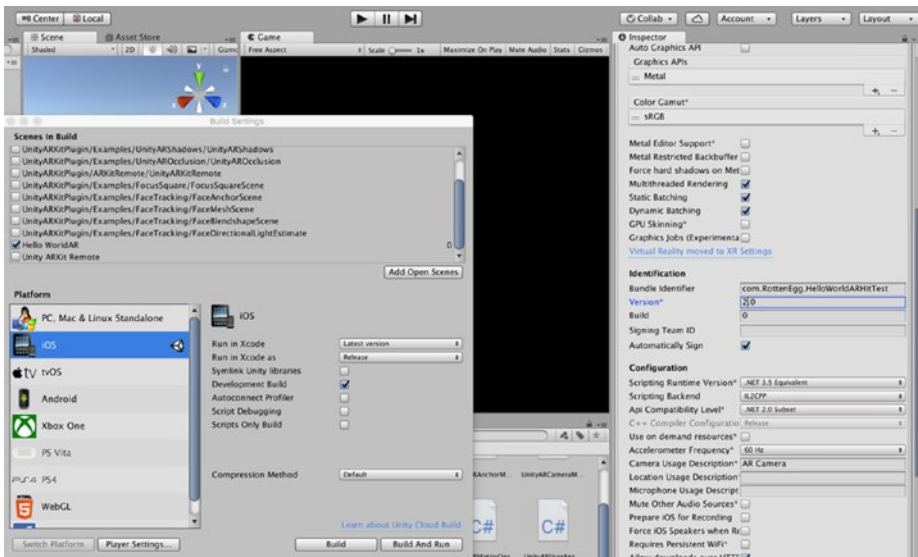 Center Local
Collab Account Layers Layout
Scene Asset Store
Shaded 2D Gizmo
Game
Free Aspect Scale 1x Maximize On Play Mute Audio Stats Gizmos
y
Build Settings
Scenes In Build
UnityARKitPlugin/Examples/UnityARShadows/UnityARShadows
UnityARKitPlugin/Examples/UnityAROcclusion/UnityAROcclusion
UnityARKitPlugin/ARKitRemote/UnityARKitRemote
UnityARKitPlugin/Examples/FocusSquare/FocusSquareScene
UnityARKitPlugin/Examples/FaceTracking/FaceAnchorScene
UnityARKitPlugin/Examples/FaceTracking/FaceMeshScene
UnityARKitPlugin/Examples/FaceTracking/FaceBlendshapeScene
UnityARKitPlugin/Examples/FaceTracking/FaceDirectionalLightEstimate
Hello WorldAR 0
Unity ARKit Remote
Add Open Scenes
Platform
PC, Mac & Linux Standalone
iOS
tv tvOS
Android
Xbox One
PS Vita
PS4
WebGL
iOS
Run in Xcode Latest version
Run in Xcode as Release
Symlink Unity libraries
Development Build
Autoconnect Profiler
Script Debugging
Scripts Only Build
Compression Method Default
Learn about Unity Cloud Build
Switch Platform Player Settings... Build Build And Run
RAnchorM... UnityARCameraM...
C# C#
Inspector
Auto Graphics API
Graphics APIs
Metal
Color Gamut*
sRGB
Metal Editor Support*
Metal Restricted Backbuffer
Force hard shadows on Met
Multithreaded Rendering
Static Batching
Dynamic Batching
GPU Skinning*
Graphics Jobs (Experimenta
Virtual Reality moved to XR Settings
Identification
Bundle Identifier com.RottenEgg.HelloWorldARHitTest
Version* 2.0
Build 0
Signing Team ID
Automatically Sign
Configuration
Scripting Runtime Version* .NET 3.5 Equivalent
Scripting Backend IL2CPP
Api Compatibility Level* .NET 2.0 Subset
C++ Compiler Configuratio Release
Use on demand resources*
Accelerometer Frequency* 60 Hz
Camera Usage Description* AR Camera
Location Usage Description*
Microphone Usage Descript
Mute Other Audio Sources*
Prepare iOS for Recording
Force iOS Speakers when Re
Requires Persistent WiFi*